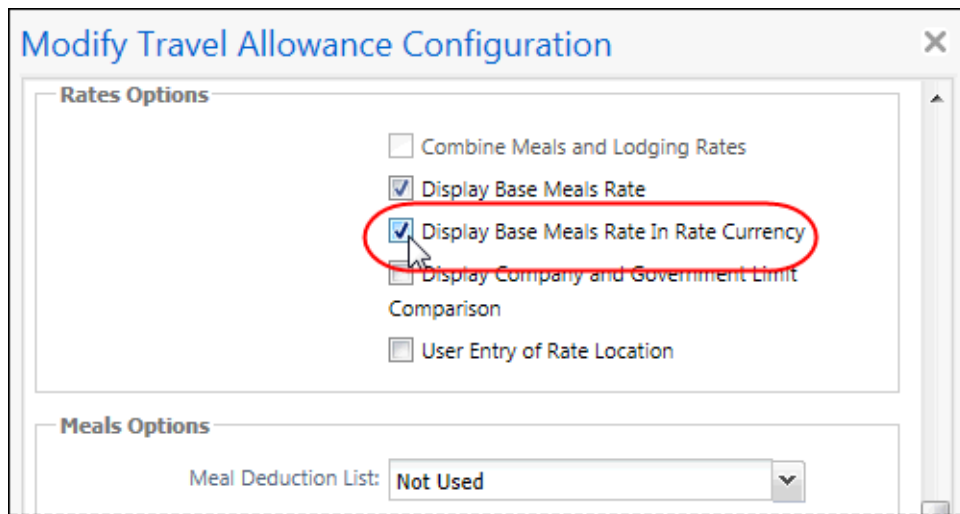 Modify Travel Allowance Configuration
Rates Options
Combine Meals and Lodging Rates
Display Base Meals Rate
Display Base Meals Rate In Rate Currency
Display Company and Government Limit
Comparison
User Entry of Rate Location
Meals Options
Meal Deduction List: Not Used